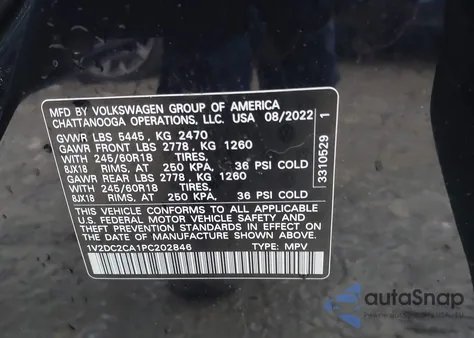 MFD BY VOLKSWAGEN GROUP OF AMERICA
CHATTANOOGA OPERATIONS, LLC. USA 08/2022
GVWR LBS 5445, KG 2470
GAWR FRONT LBS 2778, KG 1260
WITH 245/60R18 TIRES,
8JX18 RIMS, AT 250 KPA, 36 PSI COLD
GAWR REAR LBS 2778, KG 1260
WITH 245/60R18 TIRES,
8JX18 RIMS, AT 250 KPA, 36 PSI COLD
THIS VEHICLE CONFORMS TO ALL APPLICABLE
U.S. FEDERAL MOTOR VEHICLE SAFETY AND
THEFT PREVENTION STANDARDS IN EFFECT ON
THE DATE OF MANUFACTURE SHOWN ABOVE.
1V2DC2CA1PC202846 TYPE: MPV
3310529 1
autoSnap